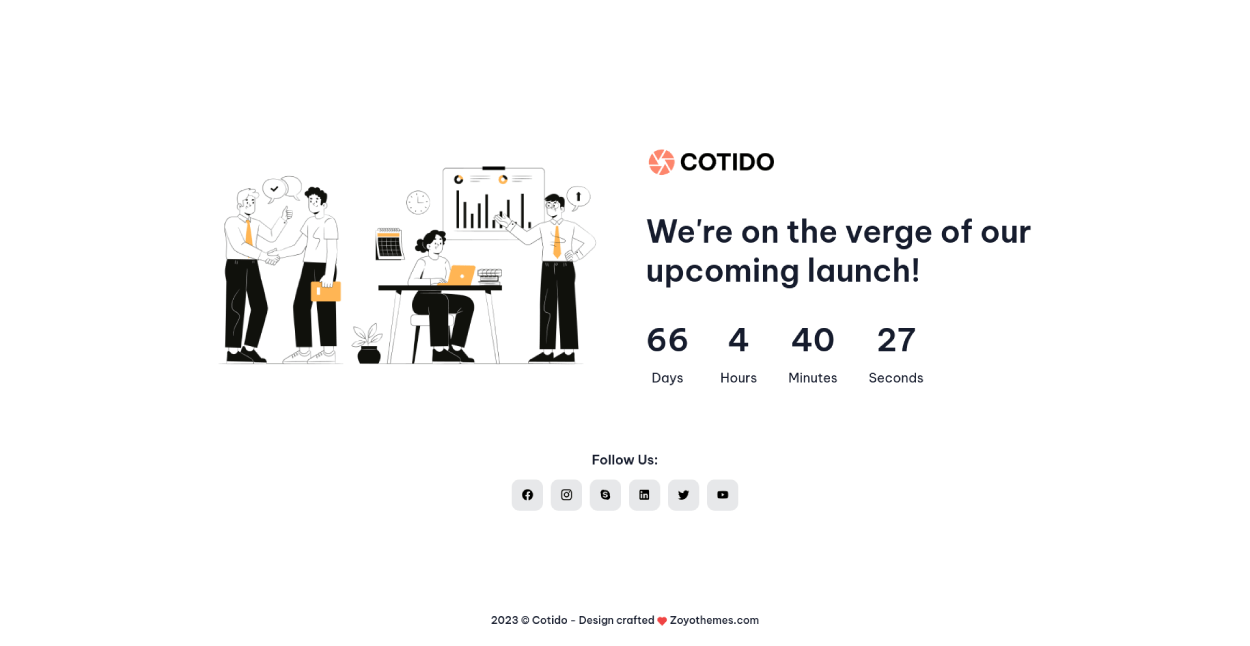 COTIDO
We're on the verge of our
upcoming launch!
66 4 40 27
Days Hours Minutes Seconds
Follow Us:
2023 © Cotido - Design crafted ❤ Zoyothemes.com